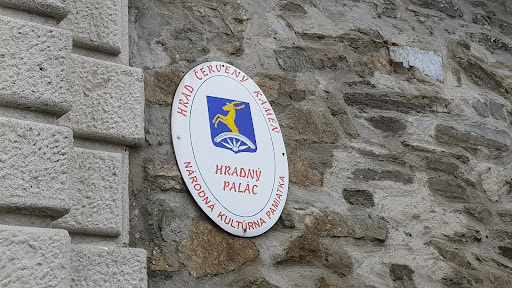 HRAD ČERVENÝ KAMEŇ
HRADNÝ
PALÁC
NÁRODNÁ KULTÚRNA PAMIATKA